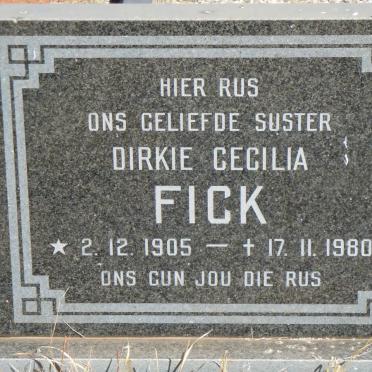 HIER RUS
ONS GELIEFDE SUSTER
DIRKIE CECILIA
FICK
★ 2. 12. 1905 — ✝ 17. 11. 1980
ONS GUN JOU DIE RUS